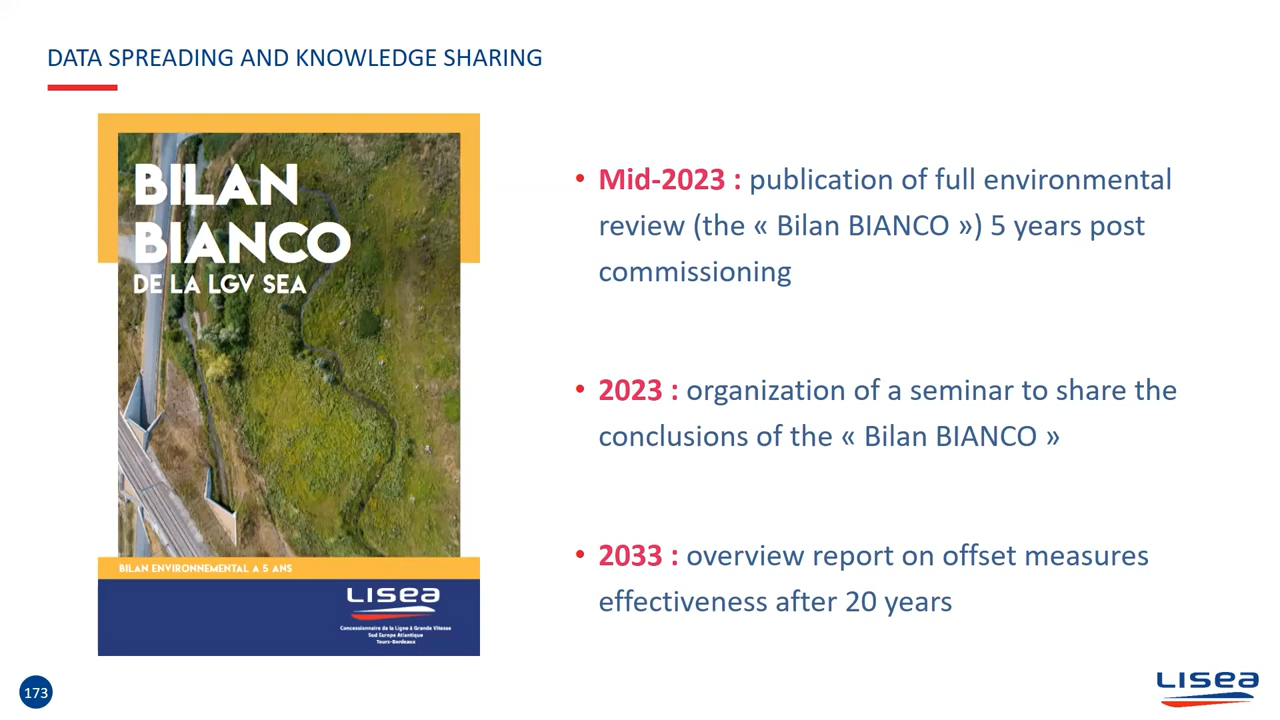 DATA SPREADING AND KNOWLEDGE SHARING
BILAN
BIANCO
DE LA LGV SEA
BILAN ENVIRONNEMENTAL A 5 ANS
LISEA
Concessionnaire de la Ligne à Grande Vitesse
Sud Europe Atlantique
Tours-Bordeaux
• Mid-2023 : publication of full environmental
review (the « Bilan BIANCO ») 5 years post
commissioning
• 2023 : organization of a seminar to share the
conclusions of the « Bilan BIANCO »
• 2033 : overview report on offset measures
effectiveness after 20 years
173
LISEA